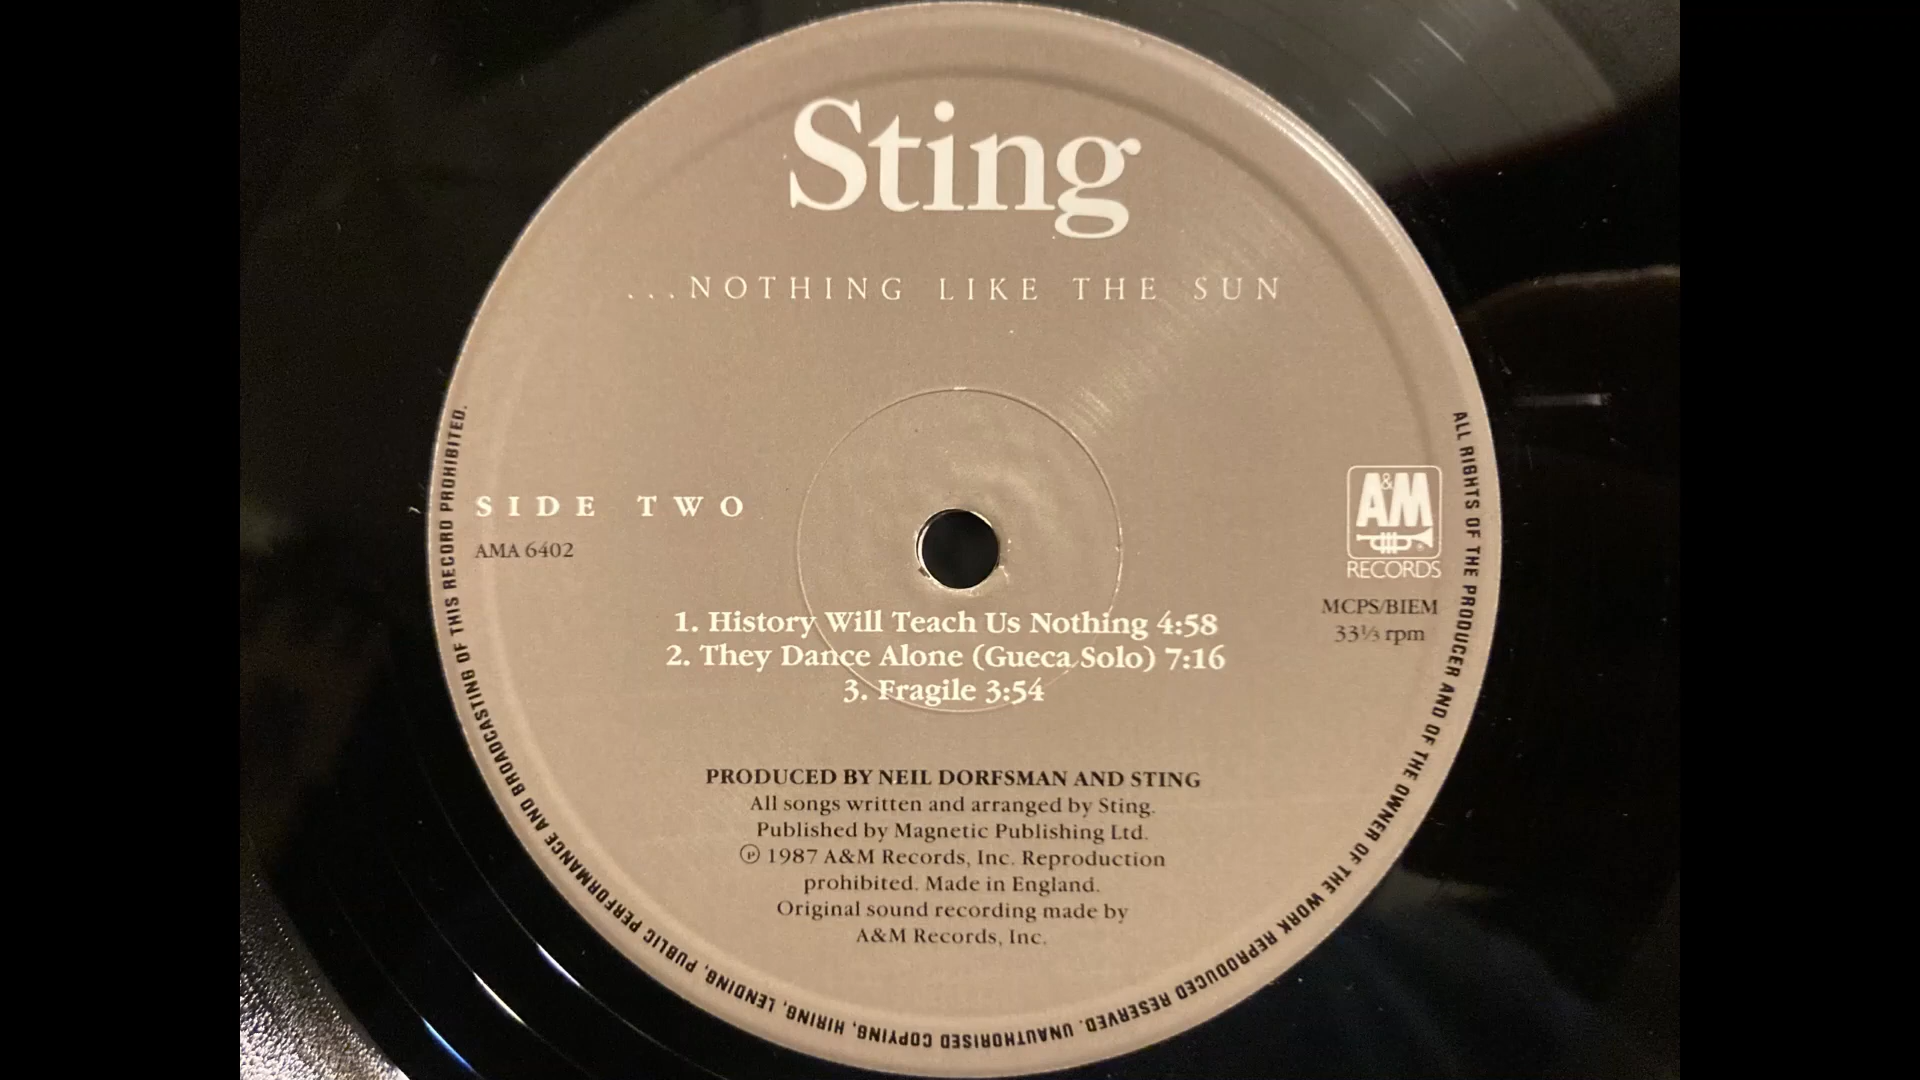 Sting
...NOTHING LIKE THE SUN
SIDE TWO
AMA 6402
A&M
RECORDS
MCPS/BIEM
33⅓ rpm
1. History Will Teach Us Nothing 4:58
2. They Dance Alone (Gueca Solo) 7:16
3. Fragile 3:54
PRODUCED BY NEIL DORFSMAN AND STING
All songs written and arranged by Sting.
Published by Magnetic Publishing Ltd.
℗ 1987 A&M Records, Inc. Reproduction
prohibited. Made in England.
Original sound recording made by
A&M Records, Inc.
ALL RIGHTS OF THE PRODUCER AND OF THE OWNER OF THE WORK REPRODUCED RESERVED. UNAUTHORISED COPYING, HIRING, LENDING, PUBLIC PERFORMANCE AND BROADCASTING OF THIS RECORD PROHIBITED.